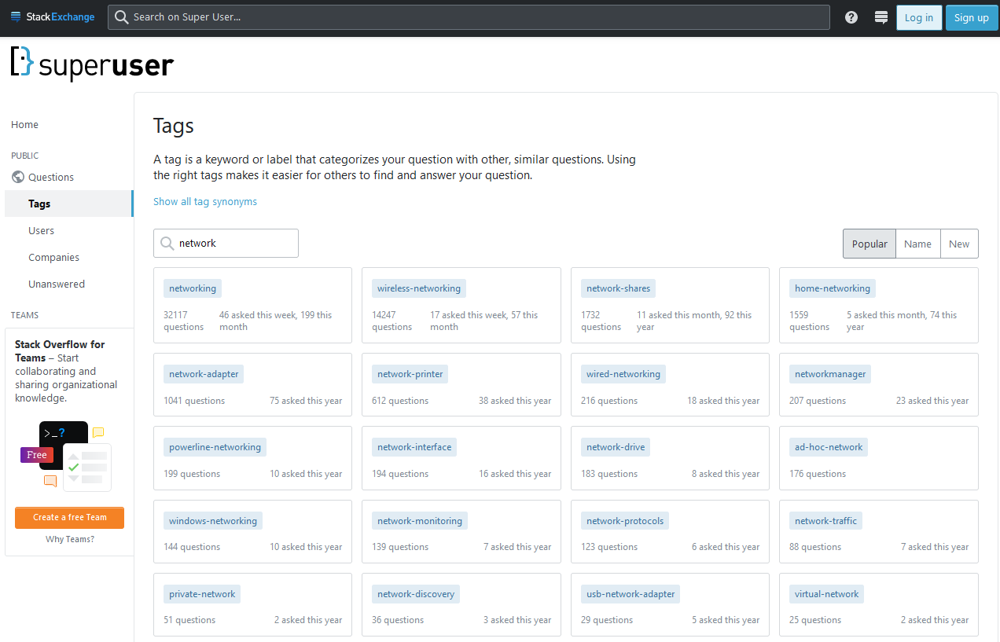 StackExchange
Search on Super User...
Log in
Sign up
superuser
Home
PUBLIC
Questions
Tags
Users
Companies
Unanswered
TEAMS
Stack Overflow for
Teams – Start
collaborating and
sharing organizational
knowledge.
>_?
Free
Create a free Team
Why Teams?
Tags
A tag is a keyword or label that categorizes your question with other, similar questions. Using
the right tags makes it easier for others to find and answer your question.
Show all tag synonyms
network
Popular
Name
New
networking
32117
questions
46 asked this week, 199 this
month
wireless-networking
14247
questions
17 asked this week, 57 this
month
network-shares
1732
questions
11 asked this month, 92 this
year
home-networking
1559
questions
5 asked this month, 74 this
year
network-adapter
1041 questions
75 asked this year
network-printer
612 questions
38 asked this year
wired-networking
216 questions
18 asked this year
networkmanager
207 questions
23 asked this year
powerline-networking
199 questions
10 asked this year
network-interface
194 questions
16 asked this year
network-drive
183 questions
8 asked this year
ad-hoc-network
176 questions
windows-networking
144 questions
10 asked this year
network-monitoring
139 questions
7 asked this year
network-protocols
123 questions
6 asked this year
network-traffic
88 questions
7 asked this year
private-network
51 questions
2 asked this year
network-discovery
36 questions
3 asked this year
usb-network-adapter
29 questions
5 asked this year
virtual-network
25 questions
2 asked this year